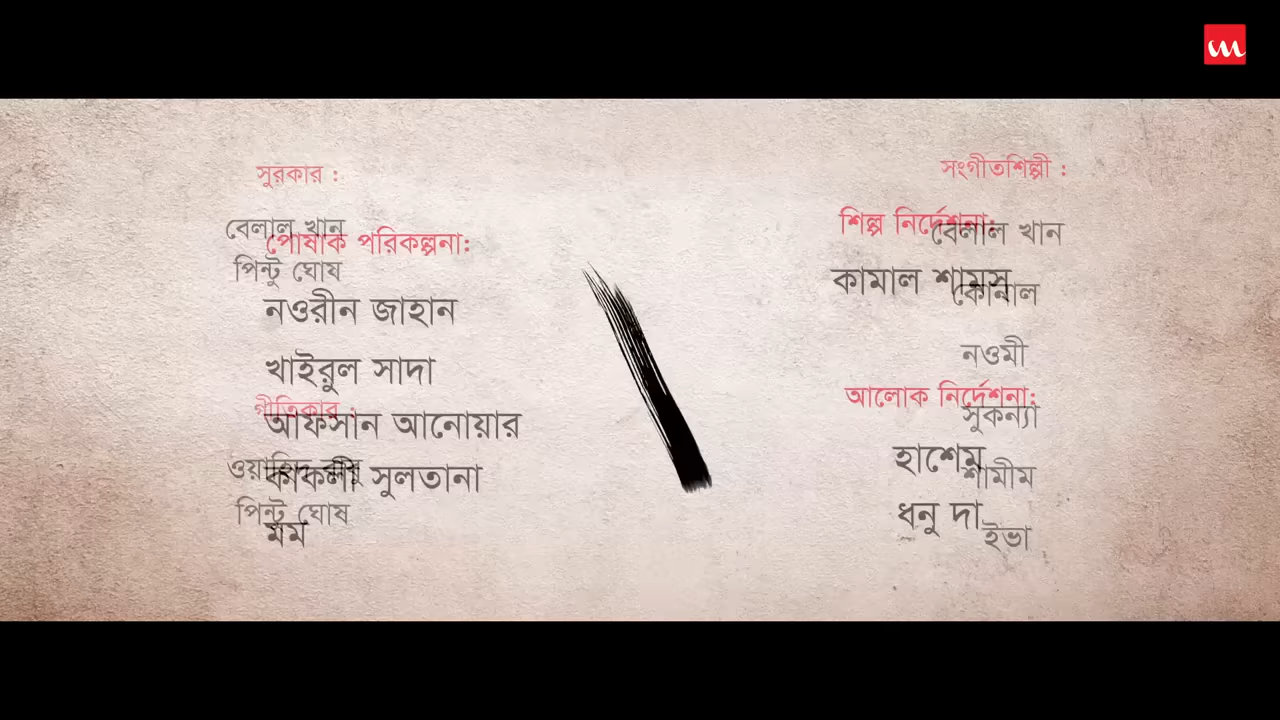 সুরকার :
বেলাল খান
পিন্টু ঘোষ
গীতিকার :
পিন্টু ঘোষ
পোষাক পরিকল্পনা:
নওরীন জাহান
খাইরুল সাদা
আফসান আনোয়ার
কাকলী সুলতানা
মম
সংগীতশিল্পী :
বেলাল খান
কোনাল
নওমী
সুকন্যা
শামীম
ইভা
শিল্প নির্দেশনা:
কামাল শামসু
আলোক নির্দেশনা:
হাশেম
ধনু দা